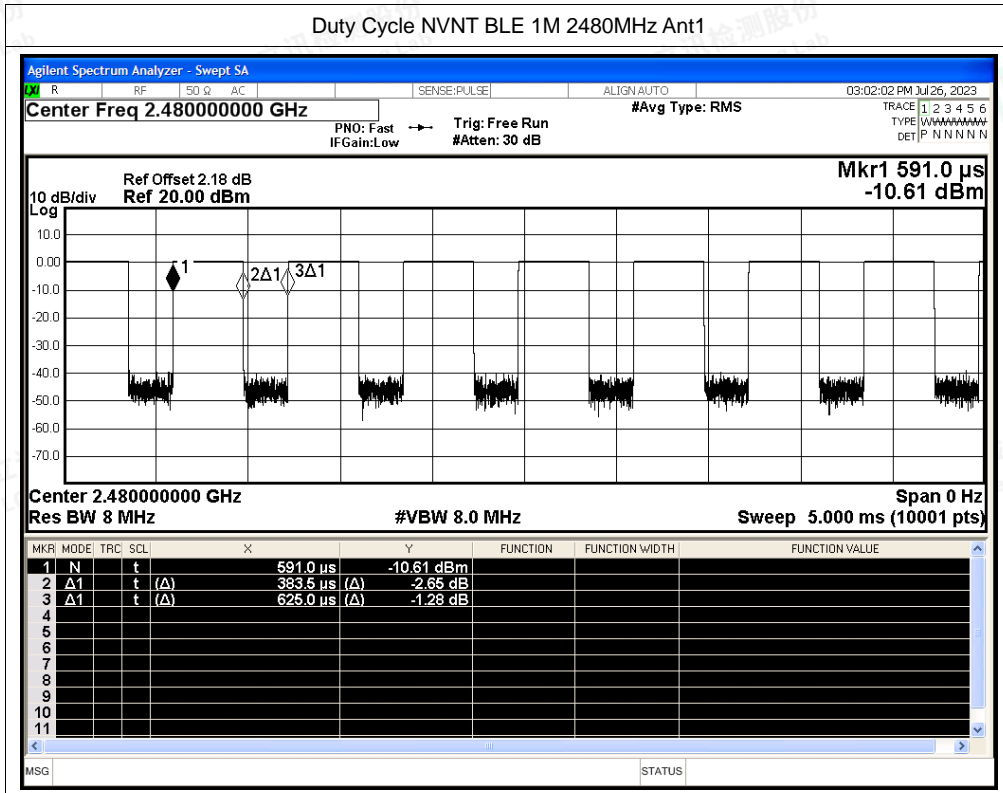 Duty Cycle NVNT BLE 1M 2480MHz Ant1
Agilent Spectrum Analyzer - Swept SA
LXI R RF 50 Ω AC SENSE:PULSE ALIGN AUTO 03:02:02 PM Jul 26, 2023
Center Freq 2.480000000 GHz #Avg Type: RMS TRACE 1 2 3 4 5 6
PNO: Fast Trig: Free Run TYPE WWWWWW
IFGain:Low #Atten: 30 dB DET P N N N N N
Mkr1 591.0 µs
Ref Offset 2.18 dB
10 dB/div Ref 20.00 dBm -10.61 dBm
Log
10.0
0.00
1 2Δ1 3Δ1
-10.0
-20.0
-30.0
-40.0
-50.0
-60.0
-70.0
Center 2.480000000 GHz Span 0 Hz
Res BW 8 MHz #VBW 8.0 MHz Sweep 5.000 ms (10001 pts)
MKR MODE TRC SCL X Y FUNCTION FUNCTION WIDTH FUNCTION VALUE
1 N t 591.0 µs -10.61 dBm
2 Δ1 t (Δ) 383.5 µs (Δ) -2.65 dB
3 Δ1 t (Δ) 625.0 µs (Δ) -1.28 dB
4
5
6
7
8
9
10
11
MSG STATUS